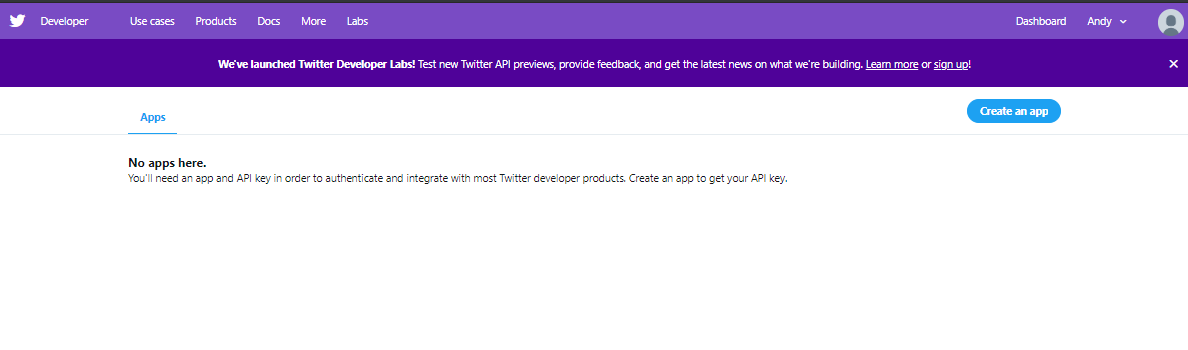 Developer Use cases Products Docs More Labs Dashboard Andy
We've launched Twitter Developer Labs! Test new Twitter API previews, provide feedback, and get the latest news on what we're building. Learn more or sign up!
Apps Create an app
No apps here.
You'll need an app and API key in order to authenticate and integrate with most Twitter developer products. Create an app to get your API key.